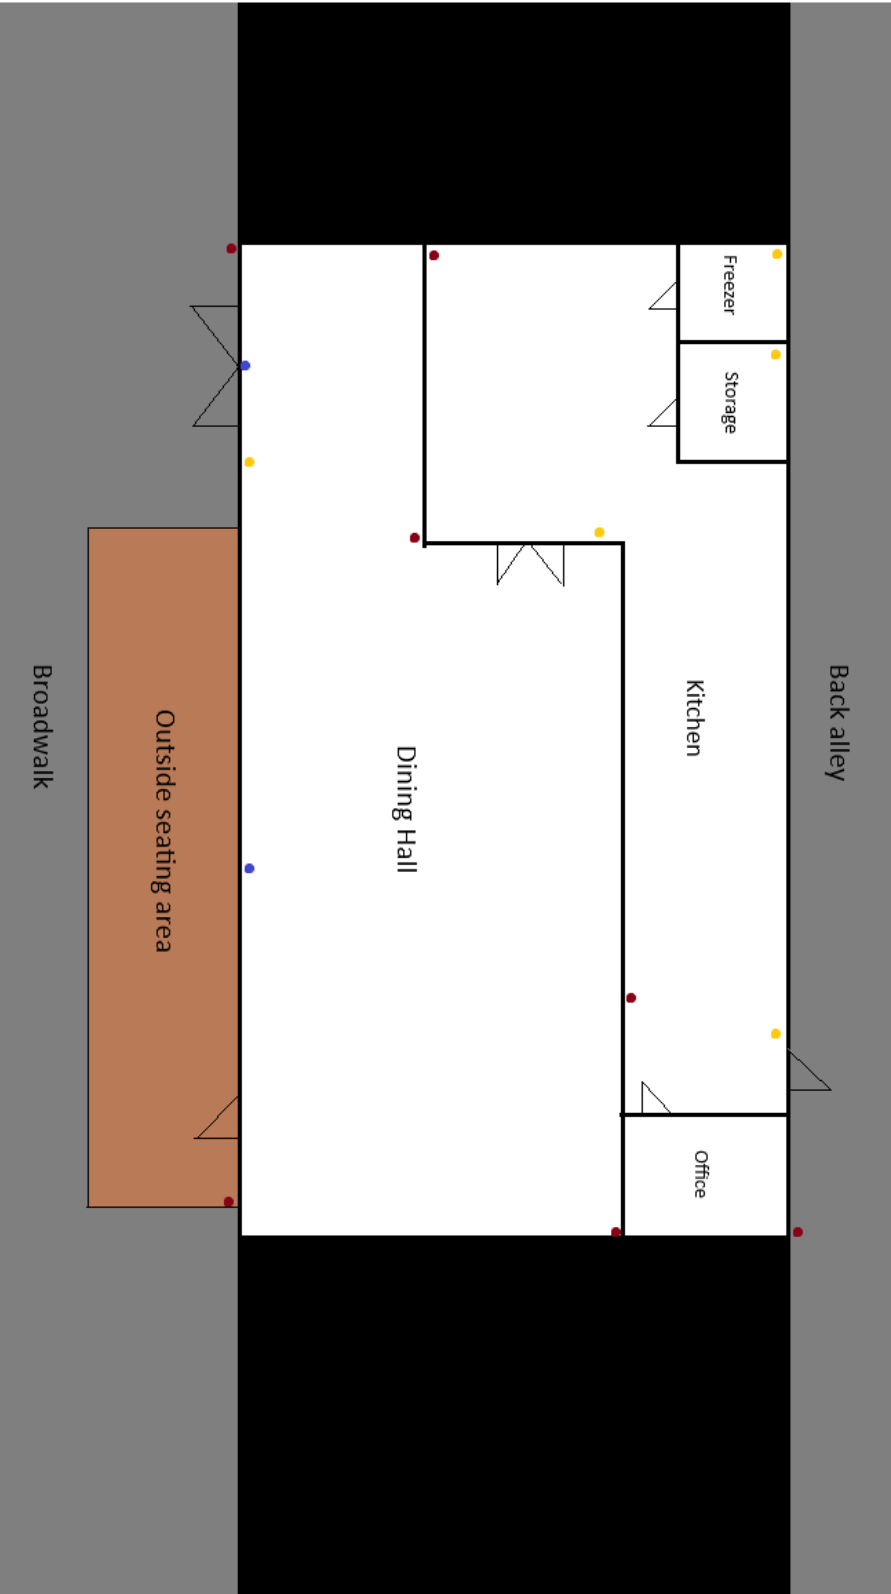 Freezer
Storage
Back alley
Kitchen
Office
Dining Hall
Outside seating area
Broadwalk